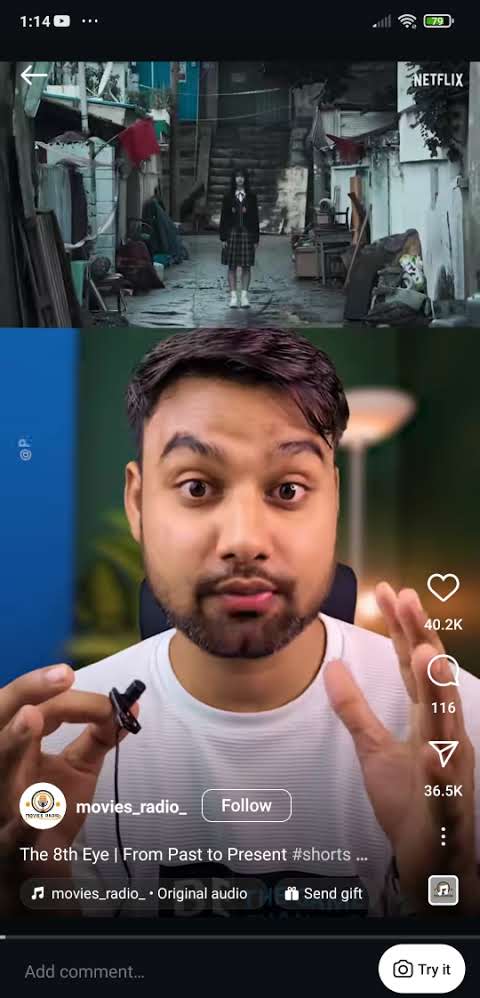 1:14
79
NETFLIX
40.2K
116
36.5K
MOVIES RADIO
movies_radio_
Follow
The 8th Eye | From Past to Present #shorts ...
movies_radio_ • Original audio
Send gift
Add comment...
Try it